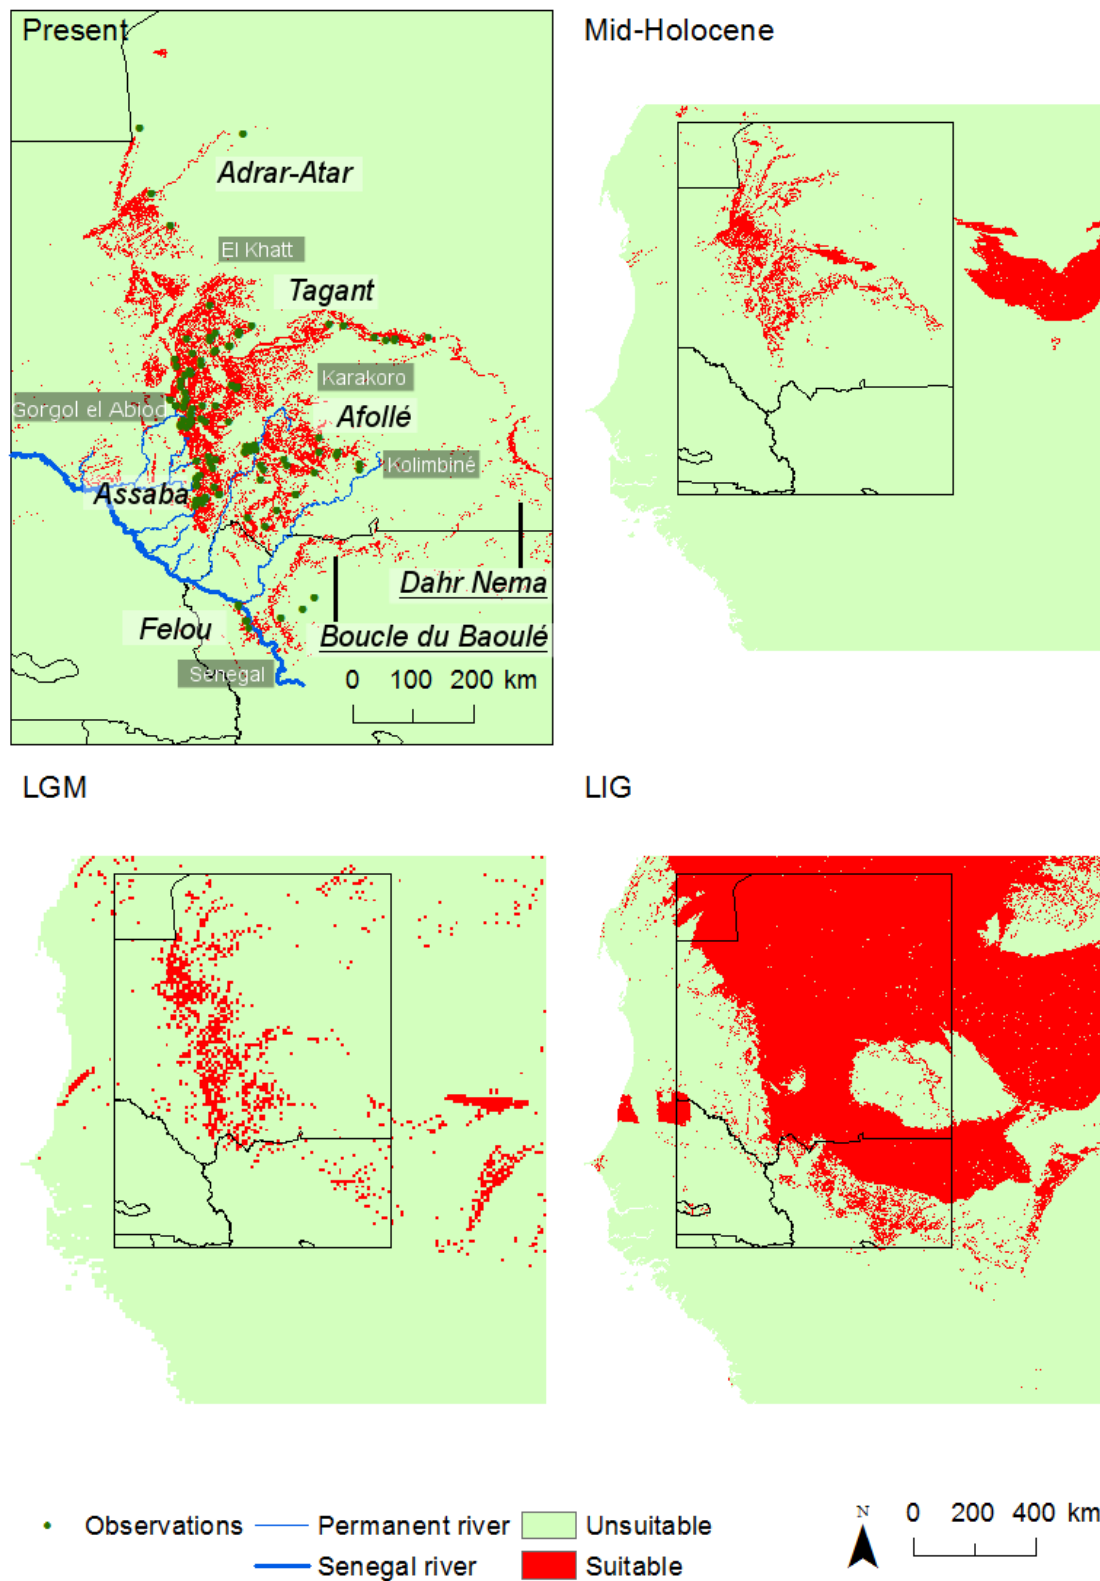 Present
Mid-Holocene
Adrar-Atar
El Khatt
Tagant
Karakoro
Gorgol el Abiod
Afollé
Kolimbiné
Assaba
Dahr Nema
Felou
Boucle du Baoulé
Senegal
0 100 200 km
LGM
LIG
Observations
Permanent river
Unsuitable
Senegal river
Suitable
N
0 200 400 km